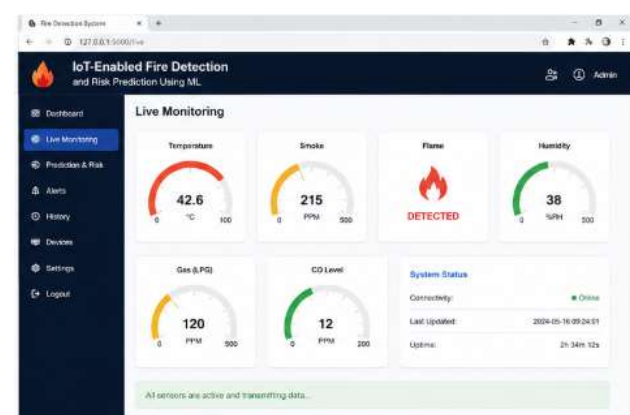 Fire Detection System
127.0.0.1:5000/live
IoT-Enabled Fire Detection
and Risk Prediction Using ML
Admin
Dashboard
Live Monitoring
Prediction & Risk
Alerts
History
Devices
Settings
Logout
Live Monitoring
Temperature
42.6
°C
0
100
Smoke
215
PPM
0
500
Flame
DETECTED
Humidity
38
%RH
0
500
Gas (LPG)
120
PPM
0
500
CO Level
12
PPM
0
200
System Status
Connectivity:
Online
Last Updated:
2024-05-16 09:24:51
Uptime:
2h 34m 12s
All sensors are active and transmitting data...